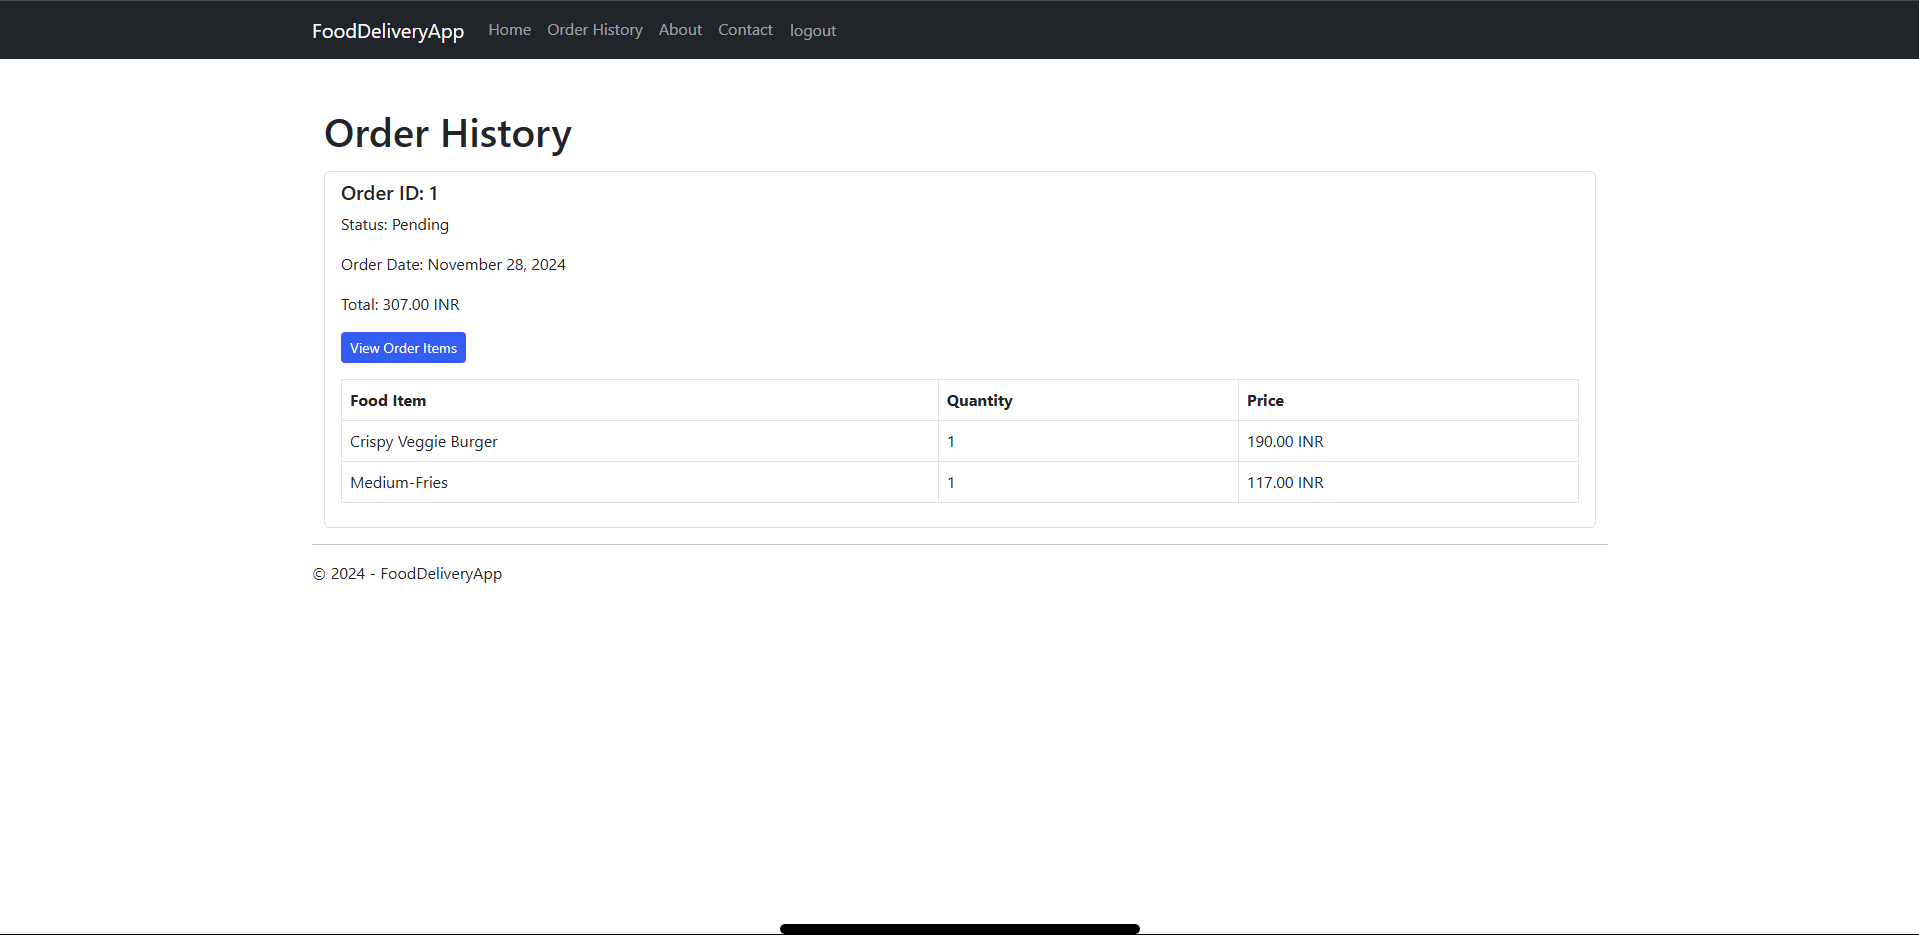 FoodDeliveryApp Home Order History About Contact logout
Order History
Order ID: 1
Status: Pending
Order Date: November 28, 2024
Total: 307.00 INR
View Order Items
Food Item Quantity Price
Crispy Veggie Burger 1 190.00 INR
Medium-Fries 1 117.00 INR
© 2024 - FoodDeliveryApp